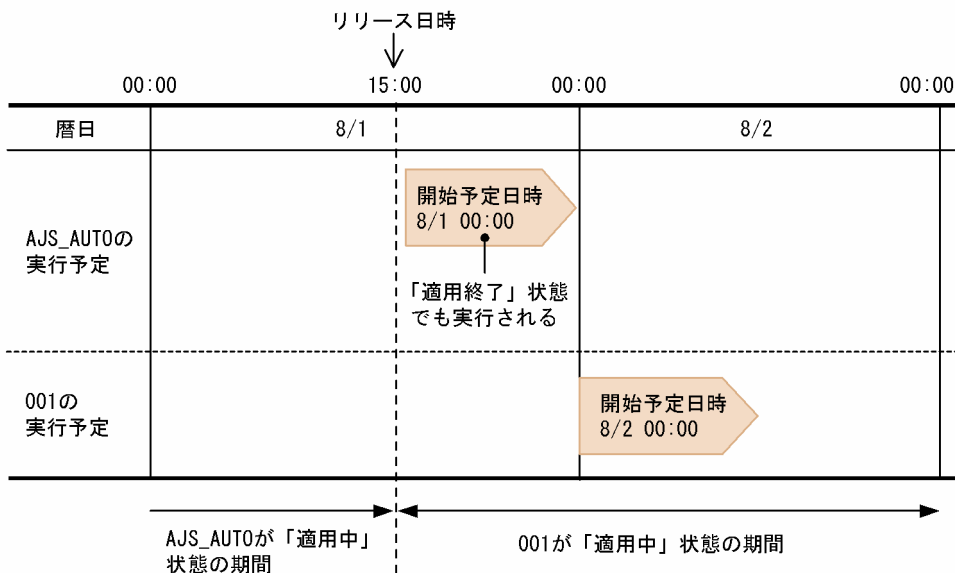 リリース日時
00:00
15:00
00:00
00:00
暦日
8/1
8/2
AJS_AUTOの
実行予定
開始予定日時
8/1 00:00
「適用終了」状態
でも実行される
001の
実行予定
開始予定日時
8/2 00:00
AJS_AUTOが「適用中」
状態の期間
001が「適用中」状態の期間